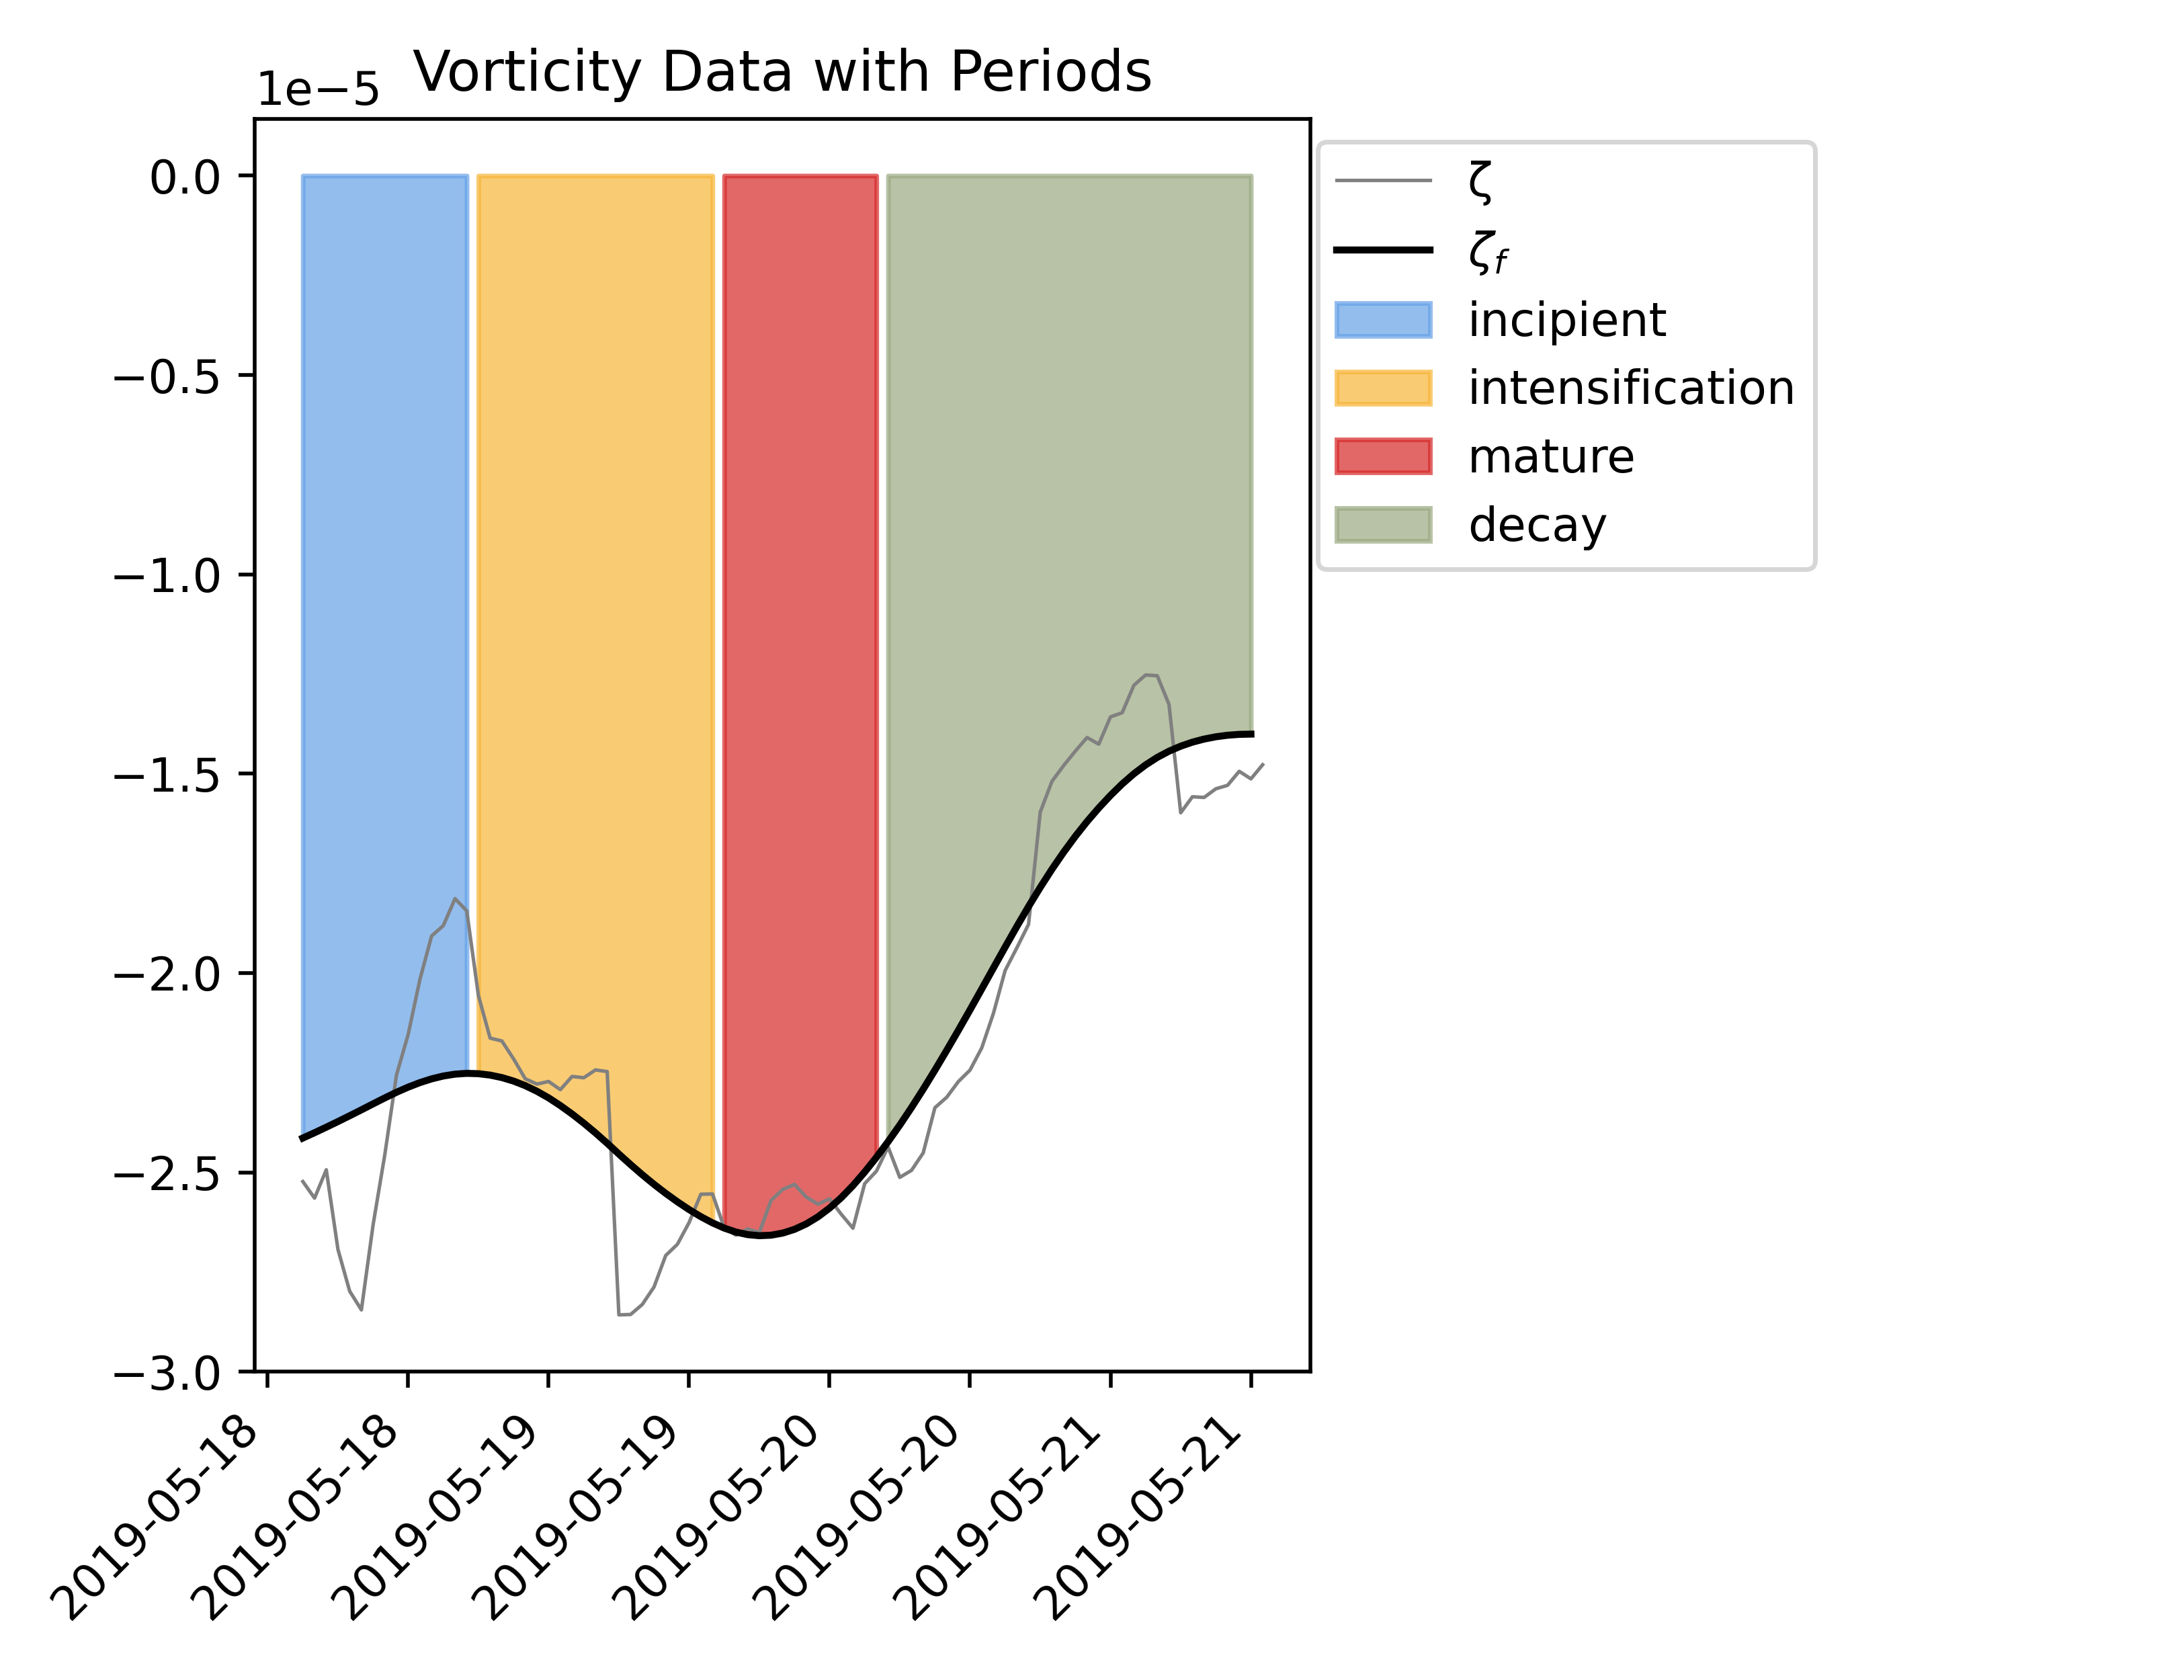 Vorticity Data with Periods
1e−5
0.0
−0.5
−1.0
−1.5
−2.0
−2.5
−3.0
2019-05-18
2019-05-18
2019-05-19
2019-05-19
2019-05-20
2019-05-20
2019-05-21
2019-05-21
ζ
ζf
incipient
intensification
mature
decay